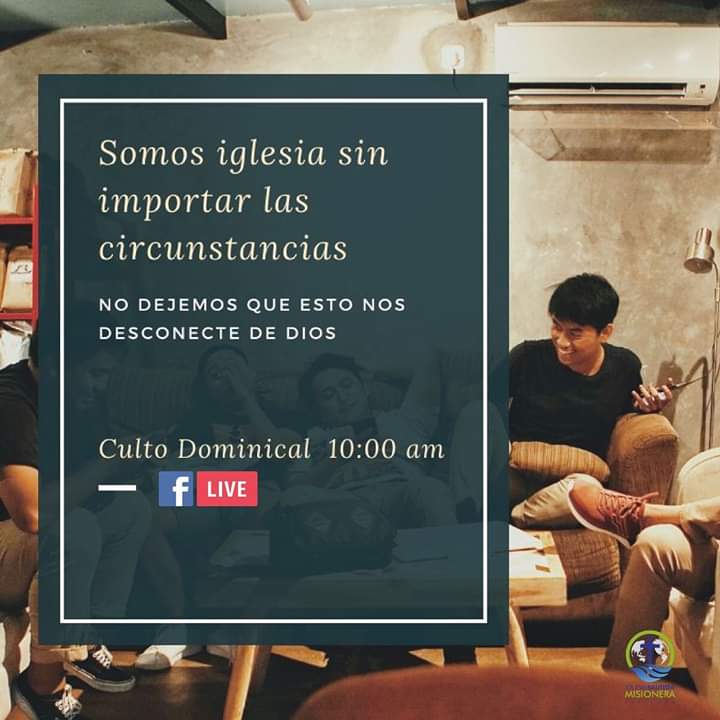 Somos iglesia sin
importar las
circunstancias
NO DEJEMOS QUE ESTO NOS
DESCONECTE DE DIOS
Culto Dominical 10:00 am
f LIVE
MISIONERA